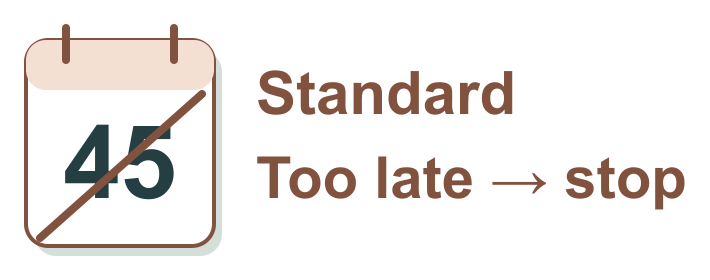 45
Standard
Too late → stop